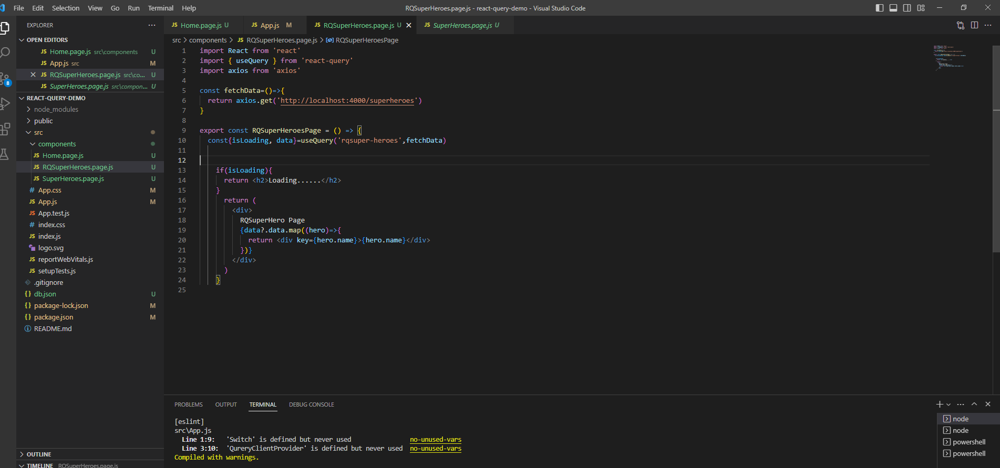 File Edit Selection View Go Run Terminal Help
RQSuperHeroes.page.js - react-query-demo - Visual Studio Code
EXPLORER
OPEN EDITORS
JS Home.page.js src\components U
JS App.js src M
JS RQSuperHeroes.page.js src\co... U
JS SuperHeroes.page.js src\compon... U
8
REACT-QUERY-DEMO
node_modules
public
src
components
JS Home.page.js U
JS RQSuperHeroes.page.js U
JS SuperHeroes.page.js U
# App.css M
JS App.js M
JS App.test.js
# index.css
JS index.js
logo.svg
JS reportWebVitals.js
JS setupTests.js
.gitignore
{} db.json U
{} package-lock.json M
{} package.json M
README.md
OUTLINE
TIMELINE RQSuperHeroes.page.js
JS Home.page.js U JS App.js M JS RQSuperHeroes.page.js U JS SuperHeroes.page.js U
src > components > JS RQSuperHeroes.page.js > RQSuperHeroesPage
1 import React from 'react'
2 import { useQuery } from 'react-query'
3 import axios from 'axios'
4
5 const fetchData=()=>{
6 return axios.get('http://localhost:4000/superheroes')
7 }
8
9 export const RQSuperHeroesPage = () => {
10 const{isLoading, data}=useQuery('rqsuper-heroes',fetchData)
11
12
13 if(isLoading){
14 return <h2>Loading......</h2>
15 }
16 return (
17 <div>
18 RQSuperHero Page
19 {data?.data.map((hero)=>{
20 return <div key={hero.name}>{hero.name}</div>
21 })}
22 </div>
23 )
24 }
25
PROBLEMS OUTPUT TERMINAL DEBUG CONSOLE
[eslint]
src\App.js
Line 1:9: 'Switch' is defined but never used no-unused-vars
Line 3:10: 'QureryClientProvider' is defined but never used no-unused-vars
Compiled with warnings.
node
node
powershell
powershell